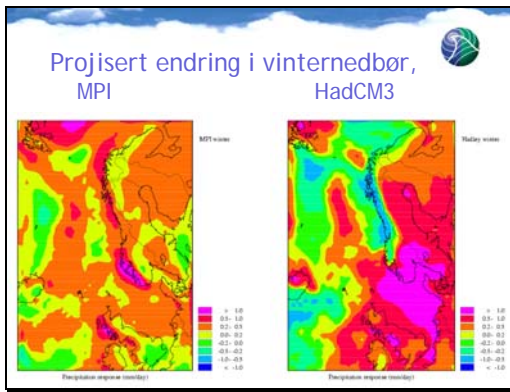 Projisert endring i vinternedbør,
MPI HadCM3
MPI winter
Hadley winter
> 1.0
0.5- 1.0
0.2- 0.5
0.0- 0.2
-0.2- 0.0
-0.5- -0.2
-1.0- -0.5
< -1.0
> 1.0
0.5- 1.0
0.2- 0.5
0.0- 0.2
-0.2- 0.0
-0.5- -0.2
-1.0- -0.5
< -1.0
Precipitation response (mm/day)
Precipitation response (mm/day)